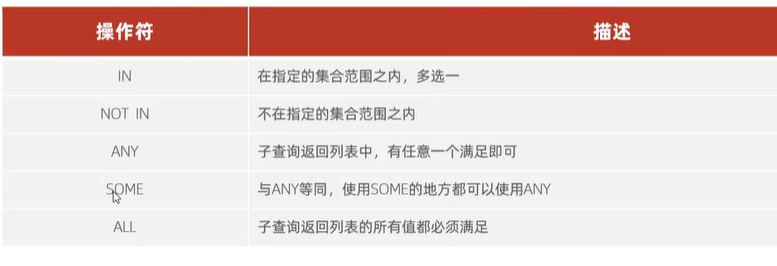 操作符 描述
IN 在指定的集合范围之内，多选一
NOT IN 不在指定的集合范围之内
ANY 子查询返回列表中，有任意一个满足即可
SOME 与ANY等同，使用SOME的地方都可以使用ANY
ALL 子查询返回列表的所有值都必须满足